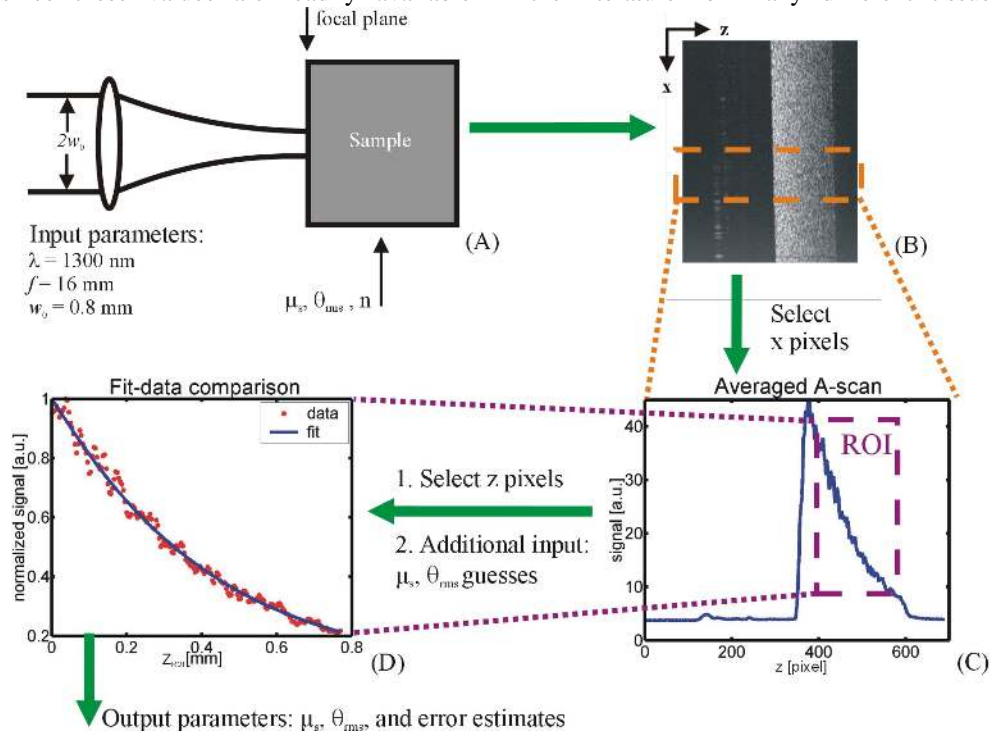 focal plane
z
x
2w₀
Sample
(A)
(B)
Input parameters:
λ = 1300 nm
f = 16 mm
w₀ = 0.8 mm
μₛ, θrms, n
Select
x pixels
Fit-data comparison
data
fit
normalized signal [a.u.]
1
0.8
0.6
0.4
0.2
0 0.2 0.4 0.6 0.8
[mm]
(D)
1. Select z pixels
2. Additional input:
μₛ, θrms guesses
Averaged A-scan
ROI
signal [a.u.]
40
30
20
10
0
0 200 400 600
z [pixel]
(C)
Output parameters: μₛ, θrms, and error estimates